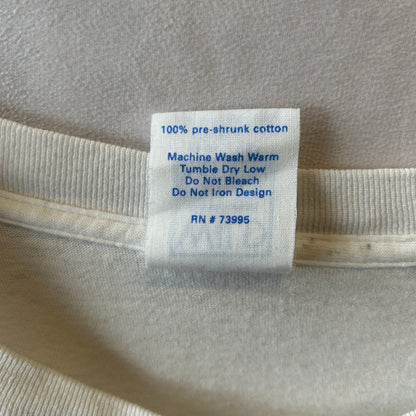 100% pre-shrunk cotton
Machine Wash Warm
Tumble Dry Low
Do Not Bleach
Do Not Iron Design
RN # 73995